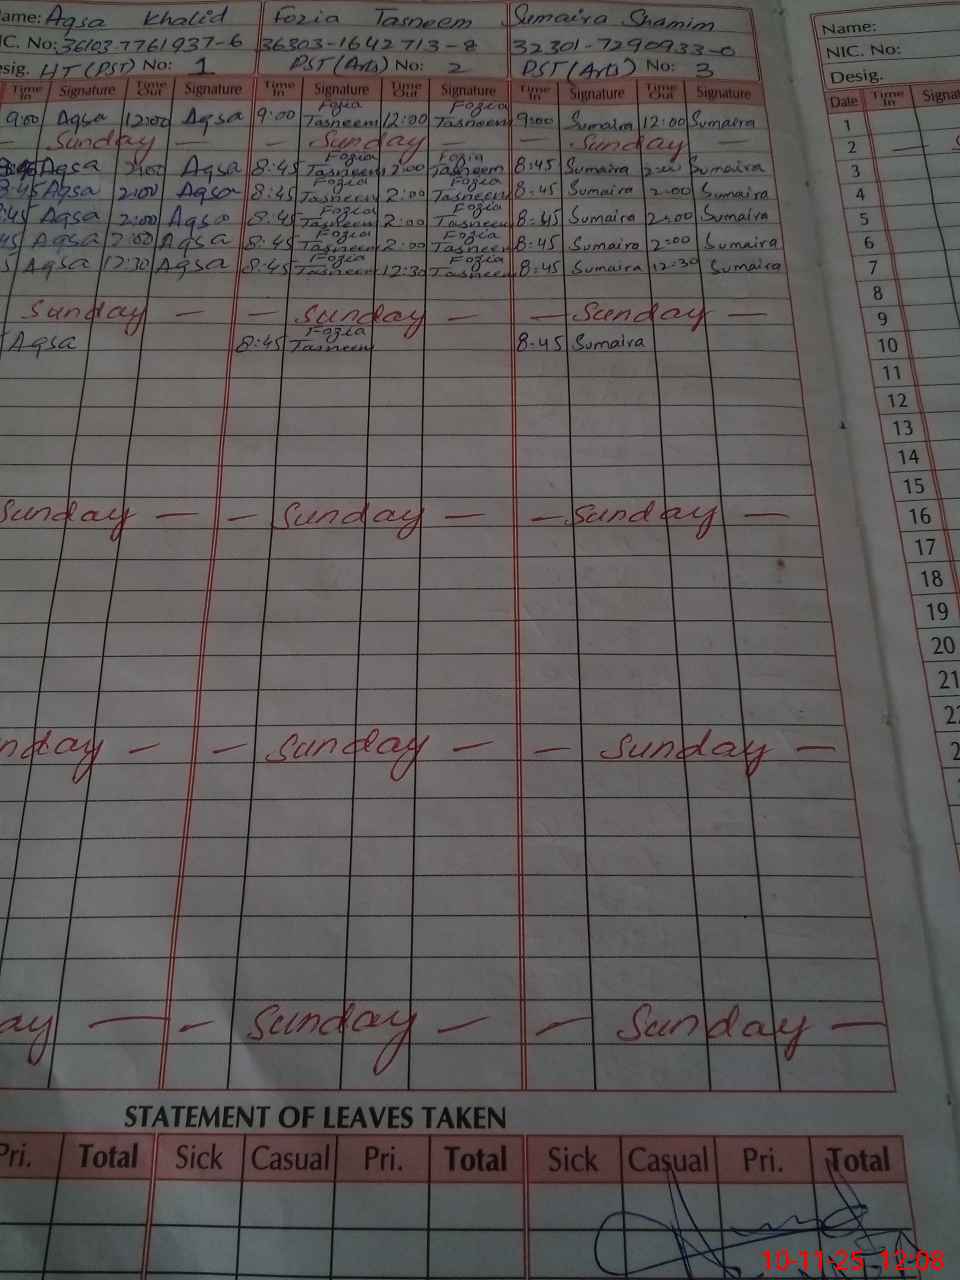 ame: Aqsa Khalid Fozia Tasneem Sumaira Shamim
IC. No: 36103-7761937-6 36303-1642713-8 32301-7290933-0
esig. HT (PST) No: 1 PST (Arts) No: 2 PST (Arts) No: 3
Time In Signature Time Out Signature Time In Signature Time Out Signature Time In Signature Time Out Signature
9:00 Aqsa 12:00 Aqsa 9:00 Fozia Tasneem 12:00 Fozia Tasneem 9:00 Sumaira 12:00 Sumaira
— Sunday — — Sunday — — Sunday —
Aqsa 2:00 Aqsa 8:45 Fozia Tasneem 2:00 Fozia Tasneem 8:45 Sumaira 2:00 Sumaira
8:45 Aqsa 2:00 Aqsa 8:45 Fozia Tasneem 2:00 Fozia Tasneem 8:45 Sumaira 2:00 Sumaira
:45 Aqsa 2:00 Aqsa 8:45 Fozia Tasneem 2:00 Fozia Tasneem 8:45 Sumaira 2:00 Sumaira
45 Aqsa 2:00 Aqsa 8:45 Fozia Tasneem 2:00 Fozia Tasneem 8:45 Sumaira 2:00 Sumaira
5 Aqsa 12:30 Aqsa 8:45 Fozia Tasneem 12:30 Fozia Tasneem 8:45 Sumaira 12:30 Sumaira
Sunday — — Sunday — — Sunday —
Aqsa 8:45 Fozia Tasneem 8:45 Sumaira
Sunday — — Sunday — — Sunday —
nday — — Sunday — — Sunday —
ay — — Sunday — — Sunday —
STATEMENT OF LEAVES TAKEN
Pri. Total Sick Casual Pri. Total Sick Casual Pri. Total
Name:
NIC. No:
Desig.
Date Time In Signat
1
2 —
3
4
5
6
7
8
9
10
11
12
13
14
15
16
17
18
19
20
21
22
2
10-11-25 12:08